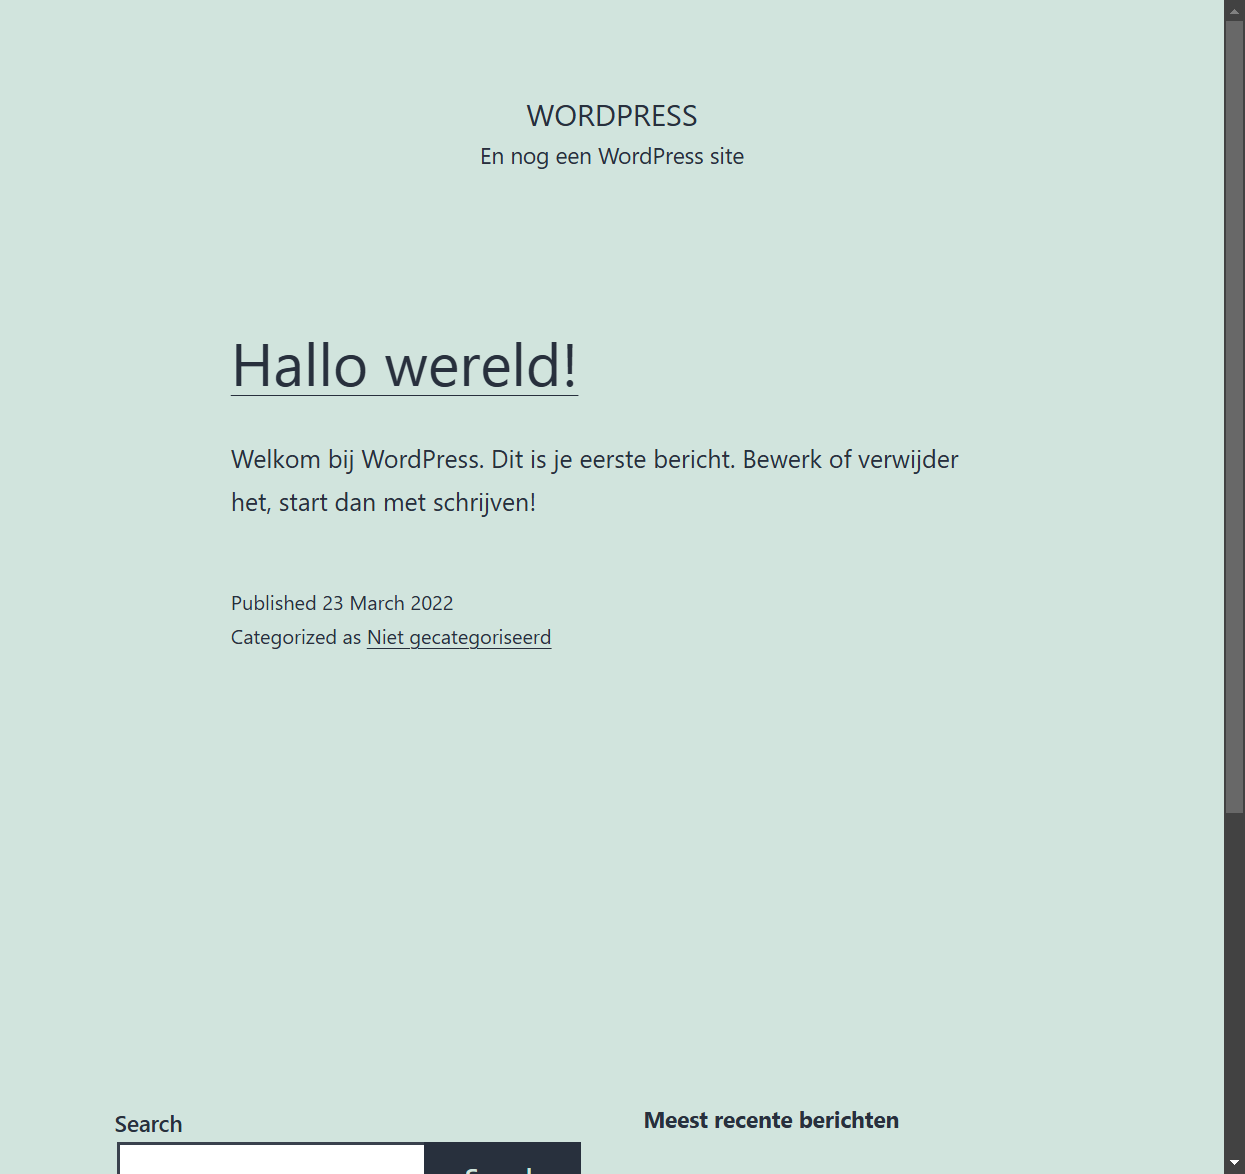 WORDPRESS
En nog een WordPress site
Hallo wereld!
Welkom bij WordPress. Dit is je eerste bericht. Bewerk of verwijder
het, start dan met schrijven!
Published 23 March 2022
Categorized as Niet gecategoriseerd
Search
Meest recente berichten